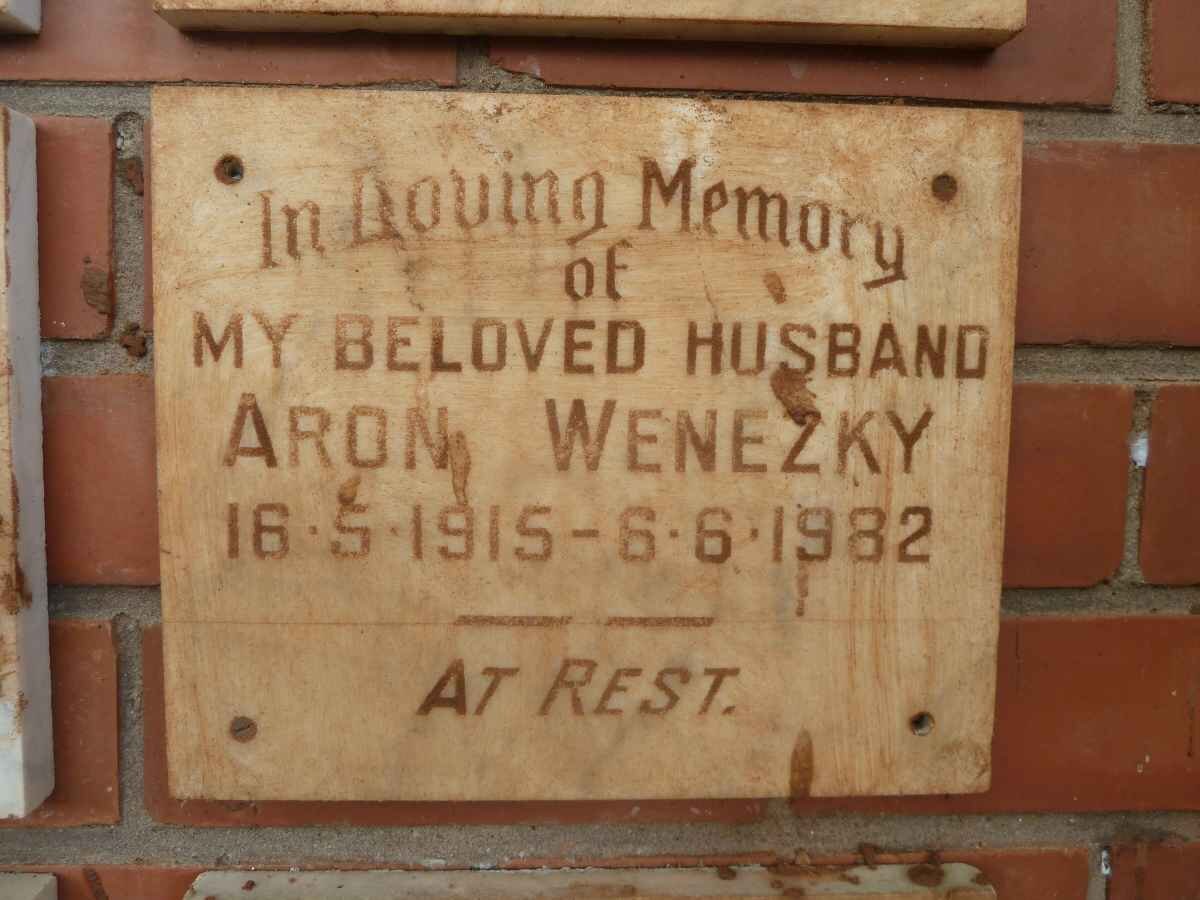 In Loving Memory
of
MY BELOVED HUSBAND
ARON WENEZKY
16·5·1915-6·6·1982
AT REST.